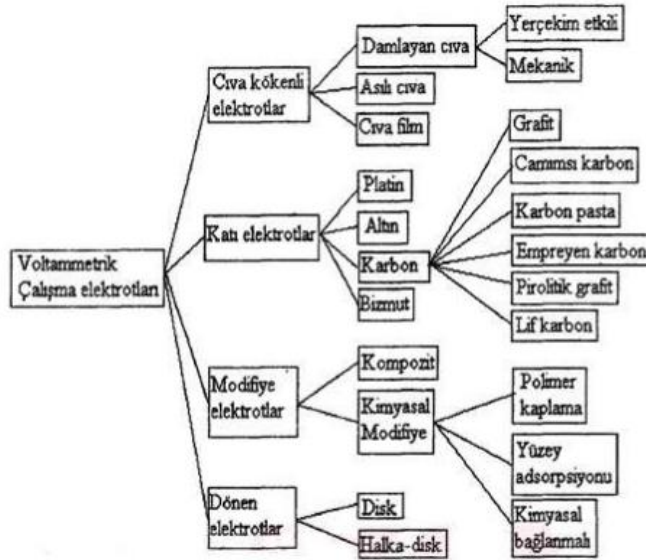 Voltammetrik
Çalışma elektrotları
Cıva kökenli
elektrotlar
Damlayan cıva
Yerçekim etkili
Mekanik
Asılı cıva
Cıva film
Katı elektrotlar
Platin
Altın
Karbon
Grafit
Camımsı karbon
Karbon pasta
Empreyen karbon
Pirolitik grafit
Lif karbon
Bizmut
Modifiye
elektrotlar
Kompozit
Kimyasal
Modifiye
Polimer
kaplama
Yüzey
adsorpsiyonu
Kimyasal
bağlanmalı
Dönen
elektrotlar
Disk
Halka-disk